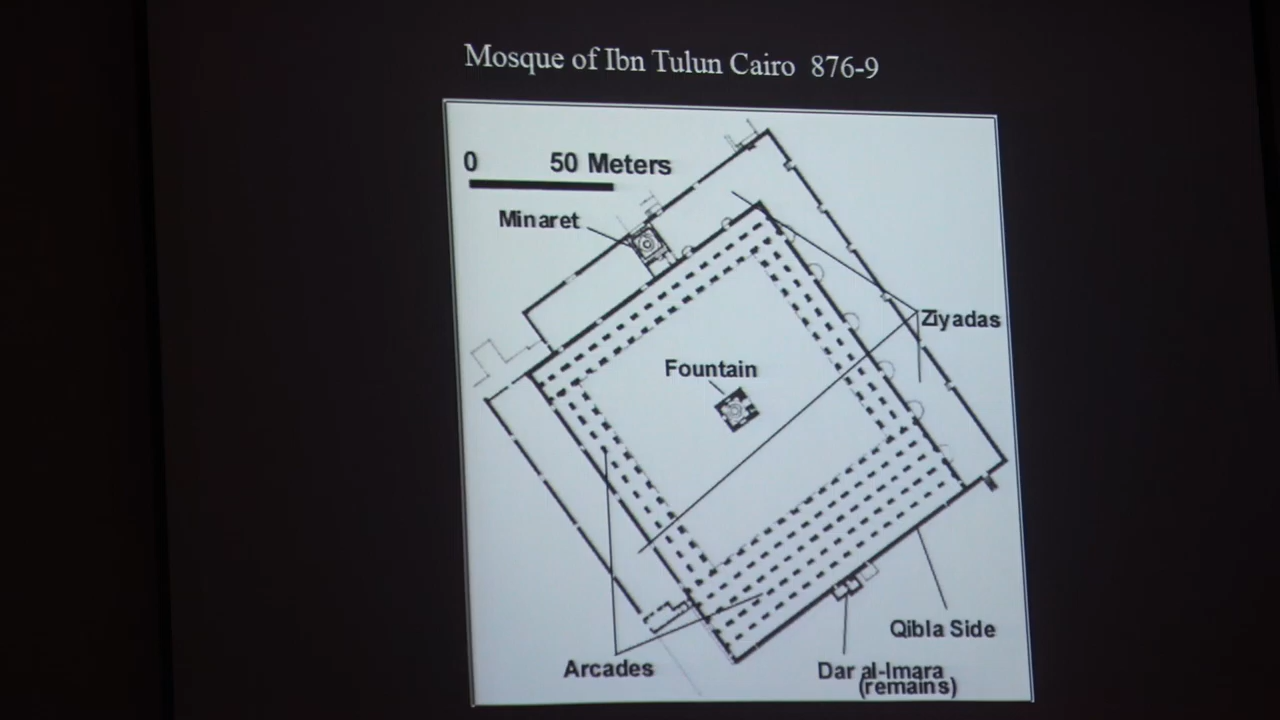 Mosque of Ibn Tulun Cairo 876-9
0 50 Meters
Minaret
Ziyadas
Fountain
Qibla Side
Arcades
Dar al-Imara
(remains)